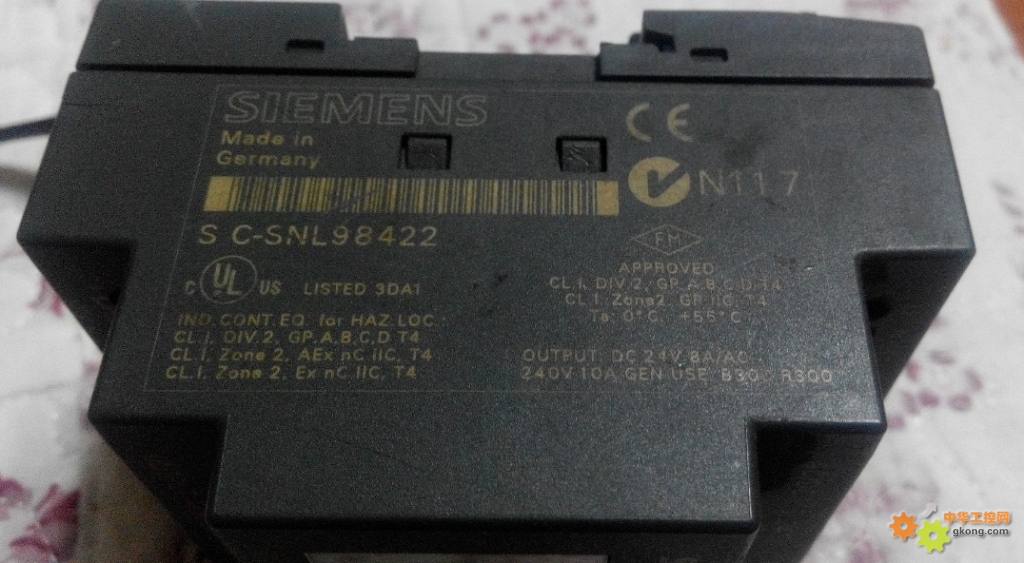 SIEMENS
Made in
Germany
CE
N117
S C-SNL98422
FM
APPROVED
CL.I, DIV.2, GP.A,B,C,D T4
CL.I, Zone2, GP.IIC, T4
Ta: 0°C. +55°C
C UL US LISTED 3DA1
IND.CONT.EQ. for HAZ.LOC.
CL.I, DIV.2, GP.A,B,C,D T4
CL.I, Zone 2, AEx nC IIC, T4
CL.I, Zone 2, Ex nC IIC, T4
OUTPUT: DC 24V 8A/AC
240V 10A GEN USE R300
中华工控网
gkong.com